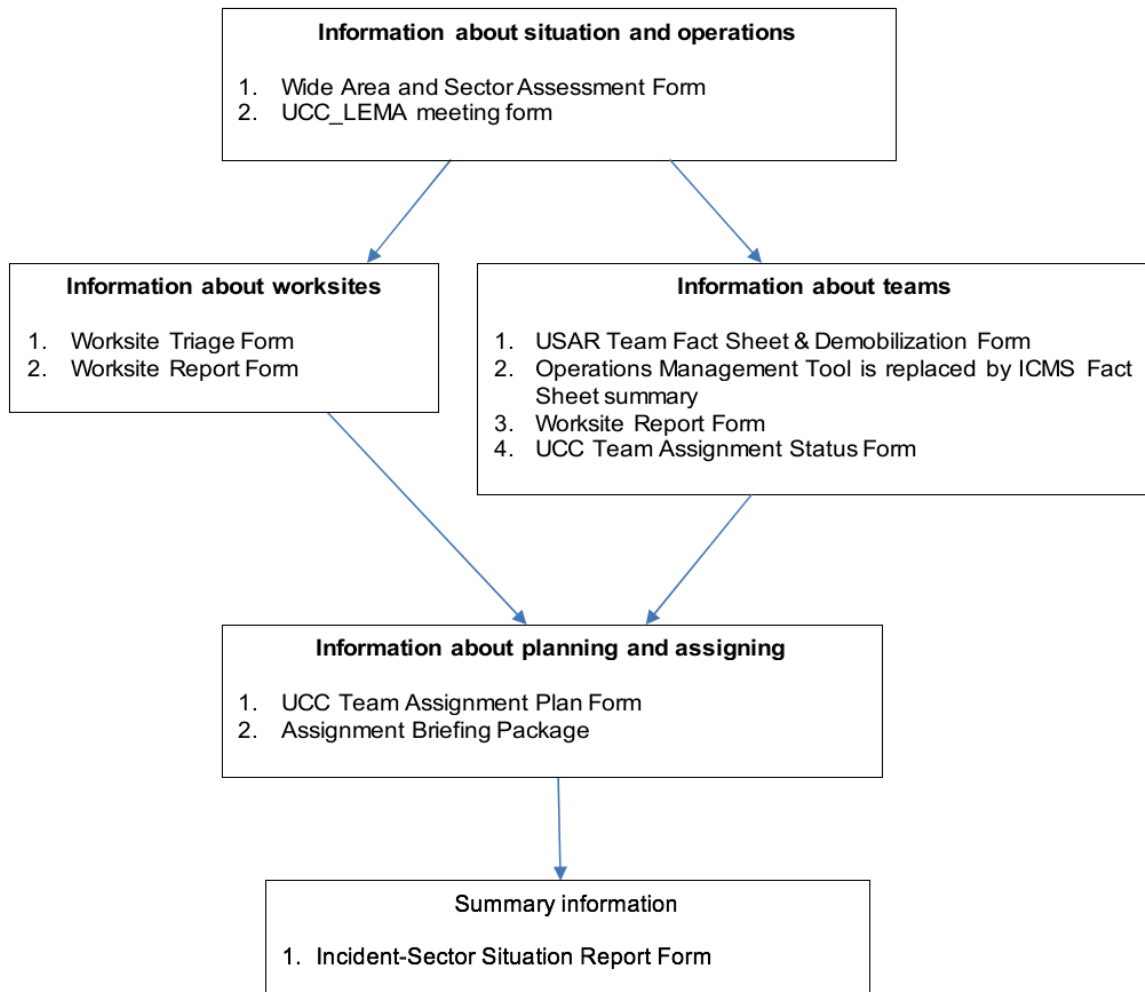 Information about situation and operations
1. Wide Area and Sector Assessment Form
2. UCC_LEMA meeting form
Information about worksites
1. Worksite Triage Form
2. Worksite Report Form
Information about teams
1. USAR Team Fact Sheet & Demobilization Form
2. Operations Management Tool is replaced by ICMS Fact
Sheet summary
3. Worksite Report Form
4. UCC Team Assignment Status Form
Information about planning and assigning
1. UCC Team Assignment Plan Form
2. Assignment Briefing Package
Summary information
1. Incident-Sector Situation Report Form